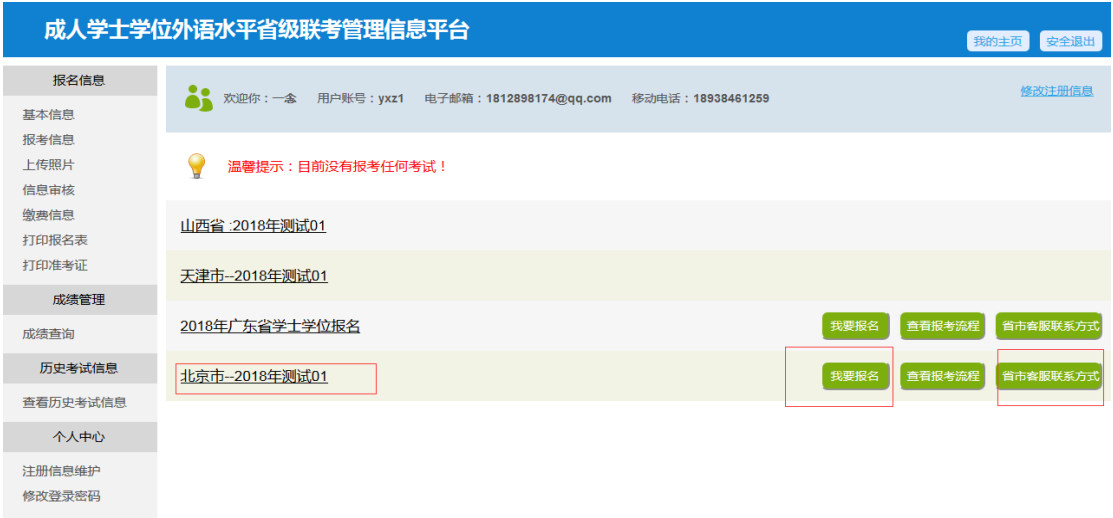 成人学士学位外语水平省级联考管理信息平台
我的主页 安全退出
报名信息
基本信息
报考信息
上传照片
信息审核
缴费信息
打印报名表
打印准考证
成绩管理
成绩查询
历史考试信息
查看历史考试信息
个人中心
注册信息维护
修改登录密码
欢迎你：一念 用户账号：yxz1 电子邮箱：1812898174@qq.com 移动电话：18938461259 修改注册信息
温馨提示：目前没有报考任何考试！
山西省 :2018年测试01
天津市--2018年测试01
2018年广东省学士学位报名 我要报名 查看报考流程 省市客服联系方式
北京市--2018年测试01 我要报名 查看报考流程 省市客服联系方式